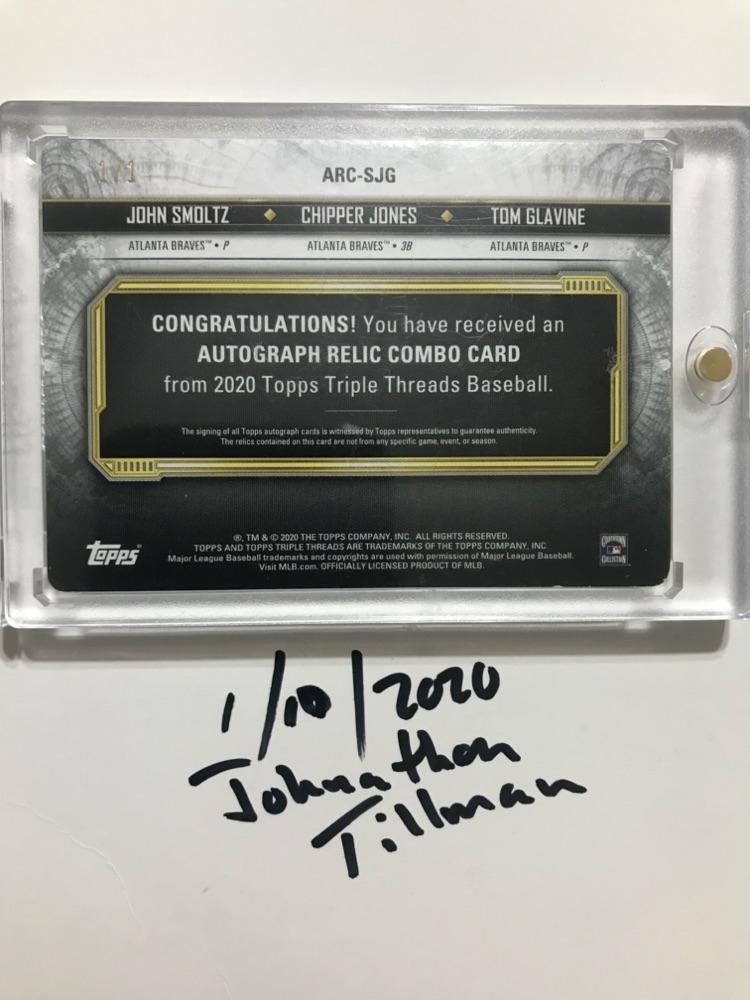 1/1
ARC-SJG
JOHN SMOLTZ ◆ CHIPPER JONES ◆ TOM GLAVINE
ATLANTA BRAVES™ • P ATLANTA BRAVES™ • 3B ATLANTA BRAVES™ • P
CONGRATULATIONS! You have received an
AUTOGRAPH RELIC COMBO CARD
from 2020 Topps Triple Threads Baseball.
The signing of all Topps autograph cards is witnessed by Topps representatives to guarantee authenticity.
The relics contained on this card are not from any specific game, event, or season.
®, TM & © 2020 THE TOPPS COMPANY, INC. ALL RIGHTS RESERVED.
TOPPS AND TOPPS TRIPLE THREADS ARE TRADEMARKS OF THE TOPPS COMPANY, INC.
Major League Baseball trademarks and copyrights are used with permission of Major League Baseball.
Visit MLB.com. OFFICIALLY LICENSED PRODUCT OF MLB.
topps®
COOPERSTOWN
COLLECTION
1/10/2020
Johnathon
Tillman